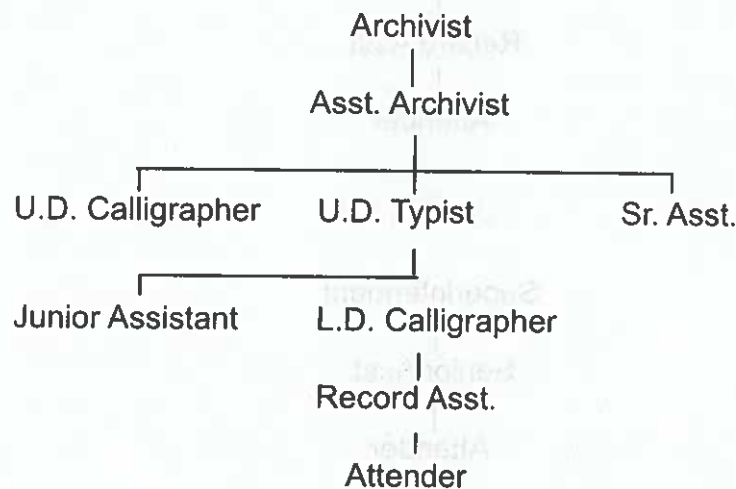 Archivist
Asst. Archivist
U.D. Calligrapher U.D. Typist Sr. Asst.
Junior Assistant L.D. Calligrapher
Record Asst.
Attender